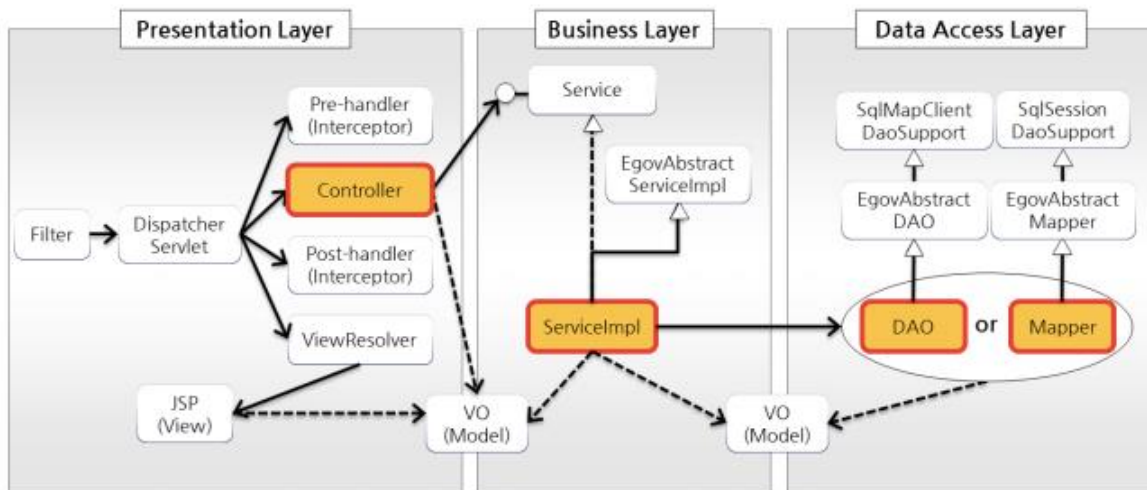 Presentation Layer
Business Layer
Data Access Layer
Pre-handler
(Interceptor)
Controller
Filter
Dispatcher
Servlet
Post-handler
(Interceptor)
ViewResolver
JSP
(View)
VO
(Model)
Service
EgovAbstract
ServiceImpl
ServiceImpl
VO
(Model)
SqlMapClient
DaoSupport
SqlSession
DaoSupport
EgovAbstract
DAO
EgovAbstract
Mapper
DAO
or
Mapper